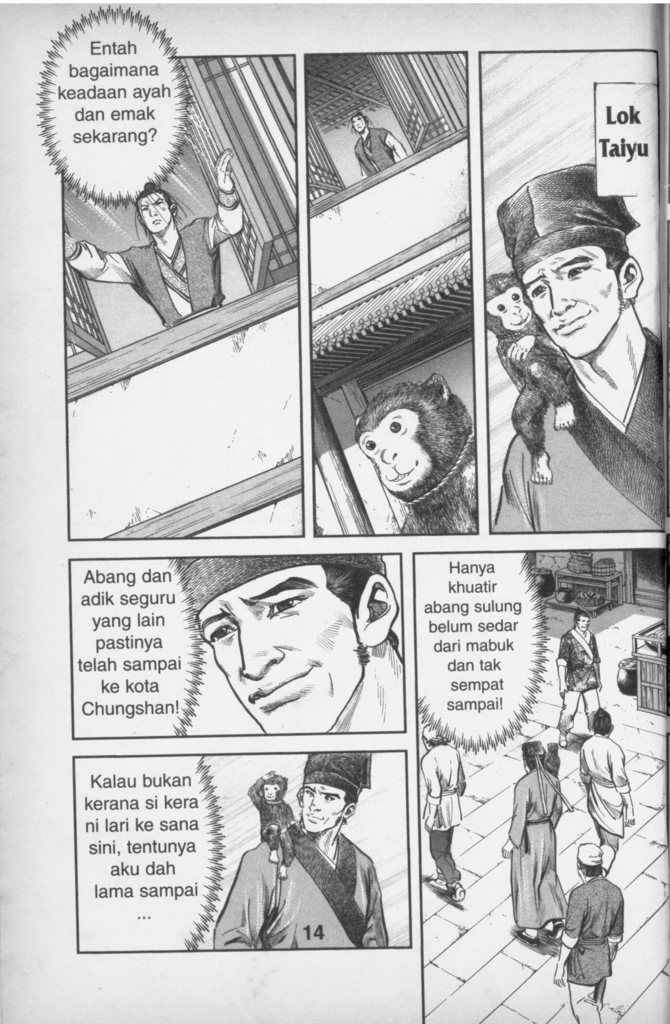 Entah
bagaimana
keadaan ayah
dan emak
sekarang?
Lok
Taiyu
Abang dan
adik seguru
yang lain
pastinya
telah sampai
ke kota
Chungshan!
Hanya
khuatir
abang sulung
belum sedar
dari mabuk
dan tak
sempat
sampai!
Kalau bukan
kerana si kera
ni lari ke sana
sini, tentunya
aku dah
lama sampai
...
14